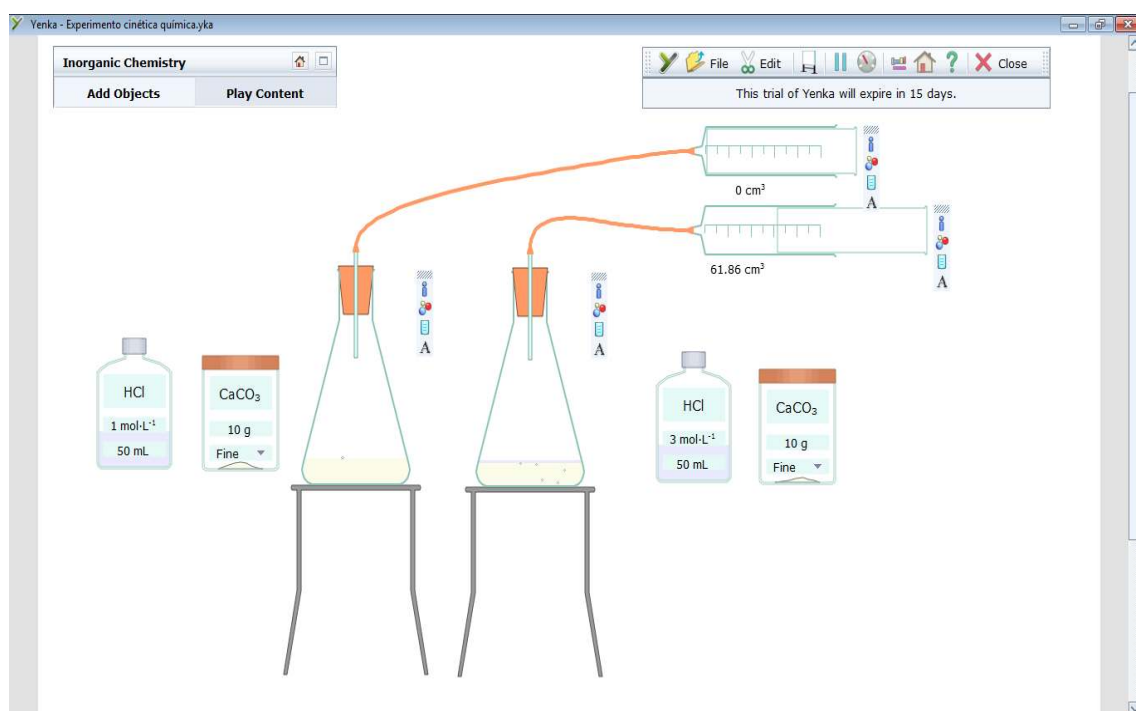 Yenka - Experimento cinética química.yka
Inorganic Chemistry
Add Objects Play Content
File Edit Close
This trial of Yenka will expire in 15 days.
0 cm³
A
61.86 cm³
A
A
A
HCl
1 mol·L⁻¹
50 mL
CaCO₃
10 g
Fine
HCl
3 mol·L⁻¹
50 mL
CaCO₃
10 g
Fine